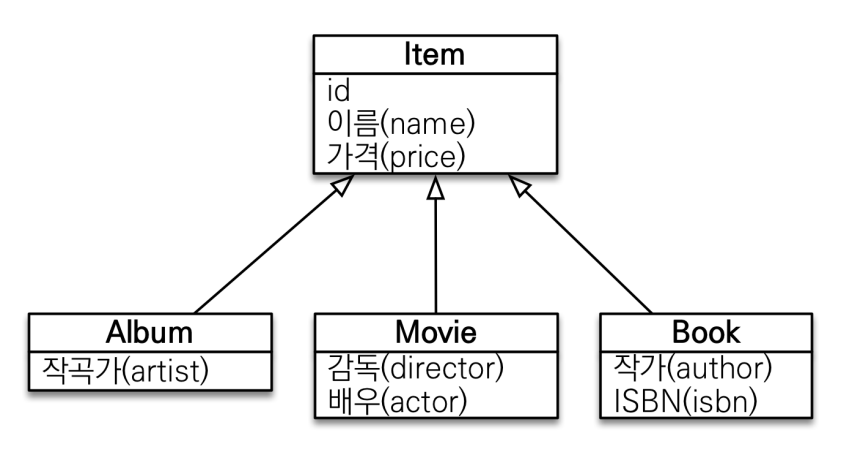 Item
id
이름(name)
가격(price)
Album
작곡가(artist)
Movie
감독(director)
배우(actor)
Book
작가(author)
ISBN(isbn)